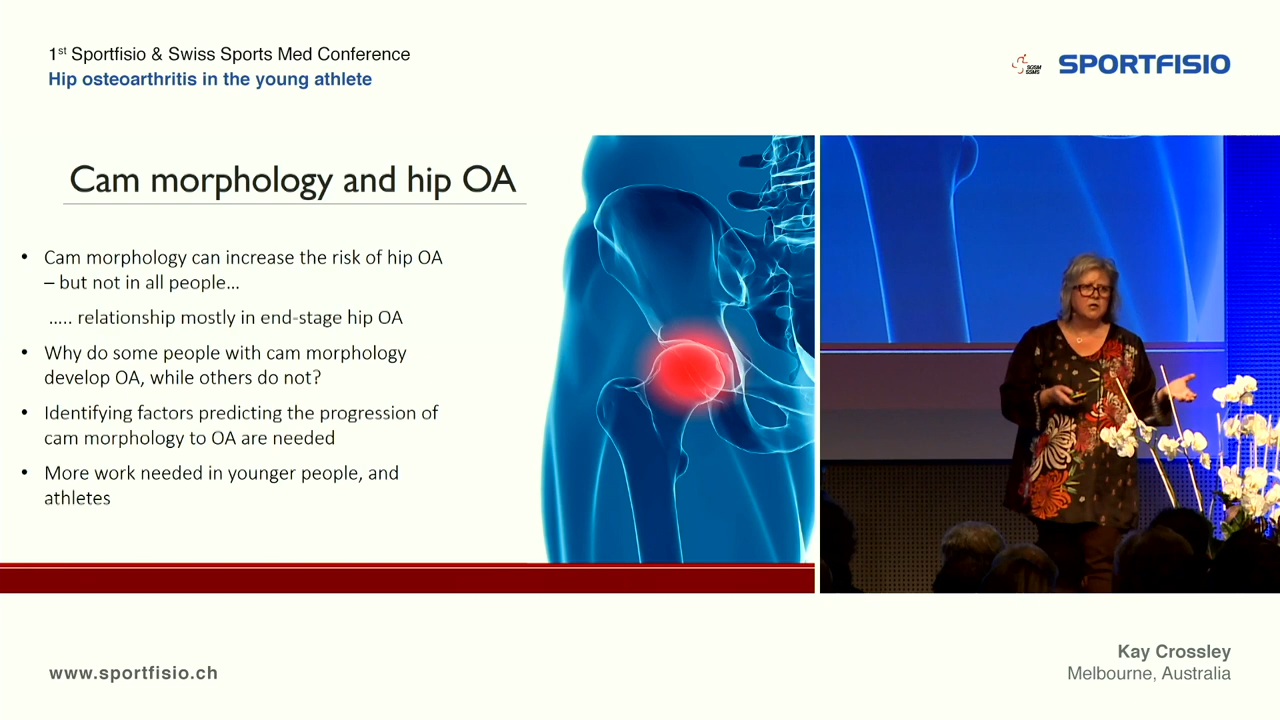 1st Sportfisio & Swiss Sports Med Conference
Hip osteoarthritis in the young athlete
SGSM
SSMS
SPORTFISIO
Cam morphology and hip OA
• Cam morphology can increase the risk of hip OA
– but not in all people...
..... relationship mostly in end-stage hip OA
• Why do some people with cam morphology
develop OA, while others do not?
• Identifying factors predicting the progression of
cam morphology to OA are needed
• More work needed in younger people, and
athletes
www.sportfisio.ch
Kay Crossley
Melbourne, Australia